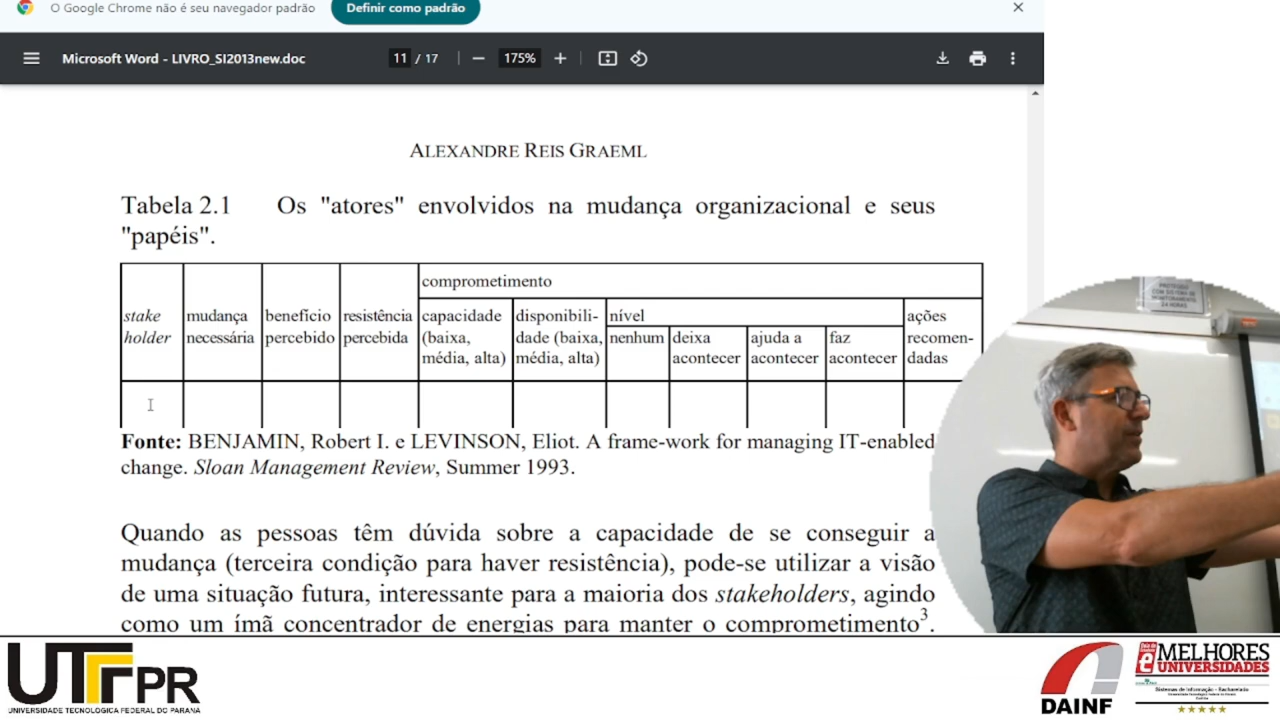 O Google Chrome não é seu navegador padrão
Definir como padrão
Microsoft Word - LIVRO_SI2013new.doc
11 / 17
175%
ALEXANDRE REIS GRAEML
Tabela 2.1 Os "atores" envolvidos na mudança organizacional e seus
"papéis".
stake
holder
mudança
necessária
benefício
percebido
resistência
percebida
comprometimento
capacidade
(baixa,
média, alta)
disponibili-
dade (baixa,
média, alta)
nível
nenhum
deixa
acontecer
ajuda a
acontecer
faz
acontecer
ações
recomen-
dadas
Fonte: BENJAMIN, Robert I. e LEVINSON, Eliot. A frame-work for managing IT-enabled
change. Sloan Management Review, Summer 1993.
Quando as pessoas têm dúvida sobre a capacidade de se conseguir a
mudança (terceira condição para haver resistência), pode-se utilizar a visão
de uma situação futura, interessante para a maioria dos stakeholders, agindo
como um ímã concentrador de energias para manter o comprometimento³.
UTFPR
UNIVERSIDADE TECNOLÓGICA FEDERAL DO PARANÁ
DAINF
MELHORES
UNIVERSIDADES
Sistemas de Informação - Bacharelado